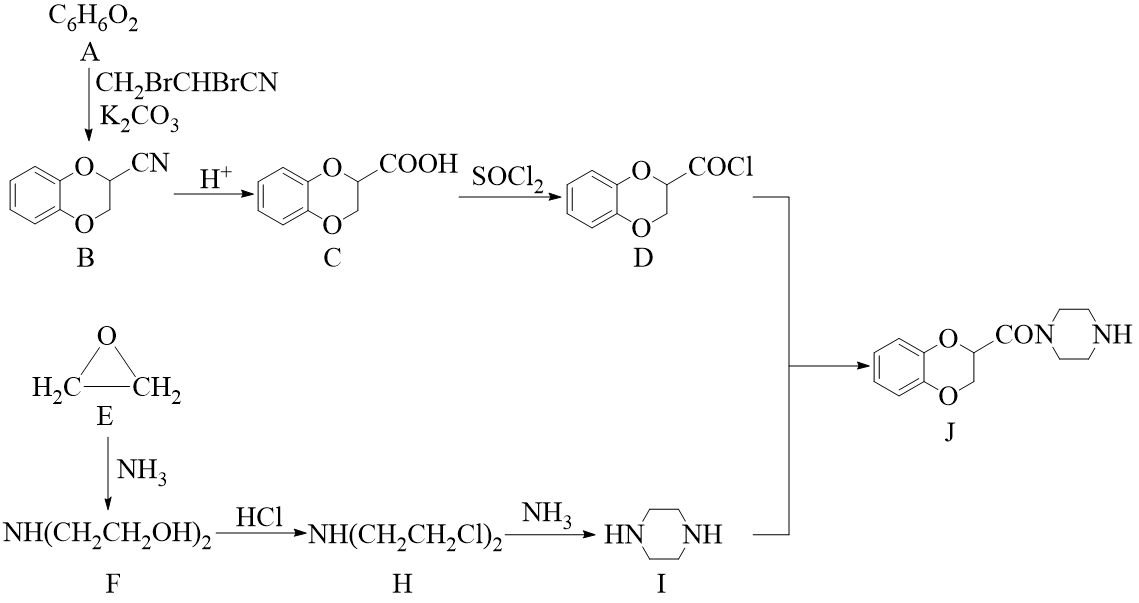 C₆H₆O₂
A
CH₂BrCHBrCN
K₂CO₃
O
CN
O
B
H⁺
O
COOH
O
C
SOCl₂
O
COCl
O
D
O
H₂C
CH₂
E
NH₃
NH(CH₂CH₂OH)₂
F
HCl
NH(CH₂CH₂Cl)₂
H
NH₃
HN
NH
I
O
CON
NH
O
J